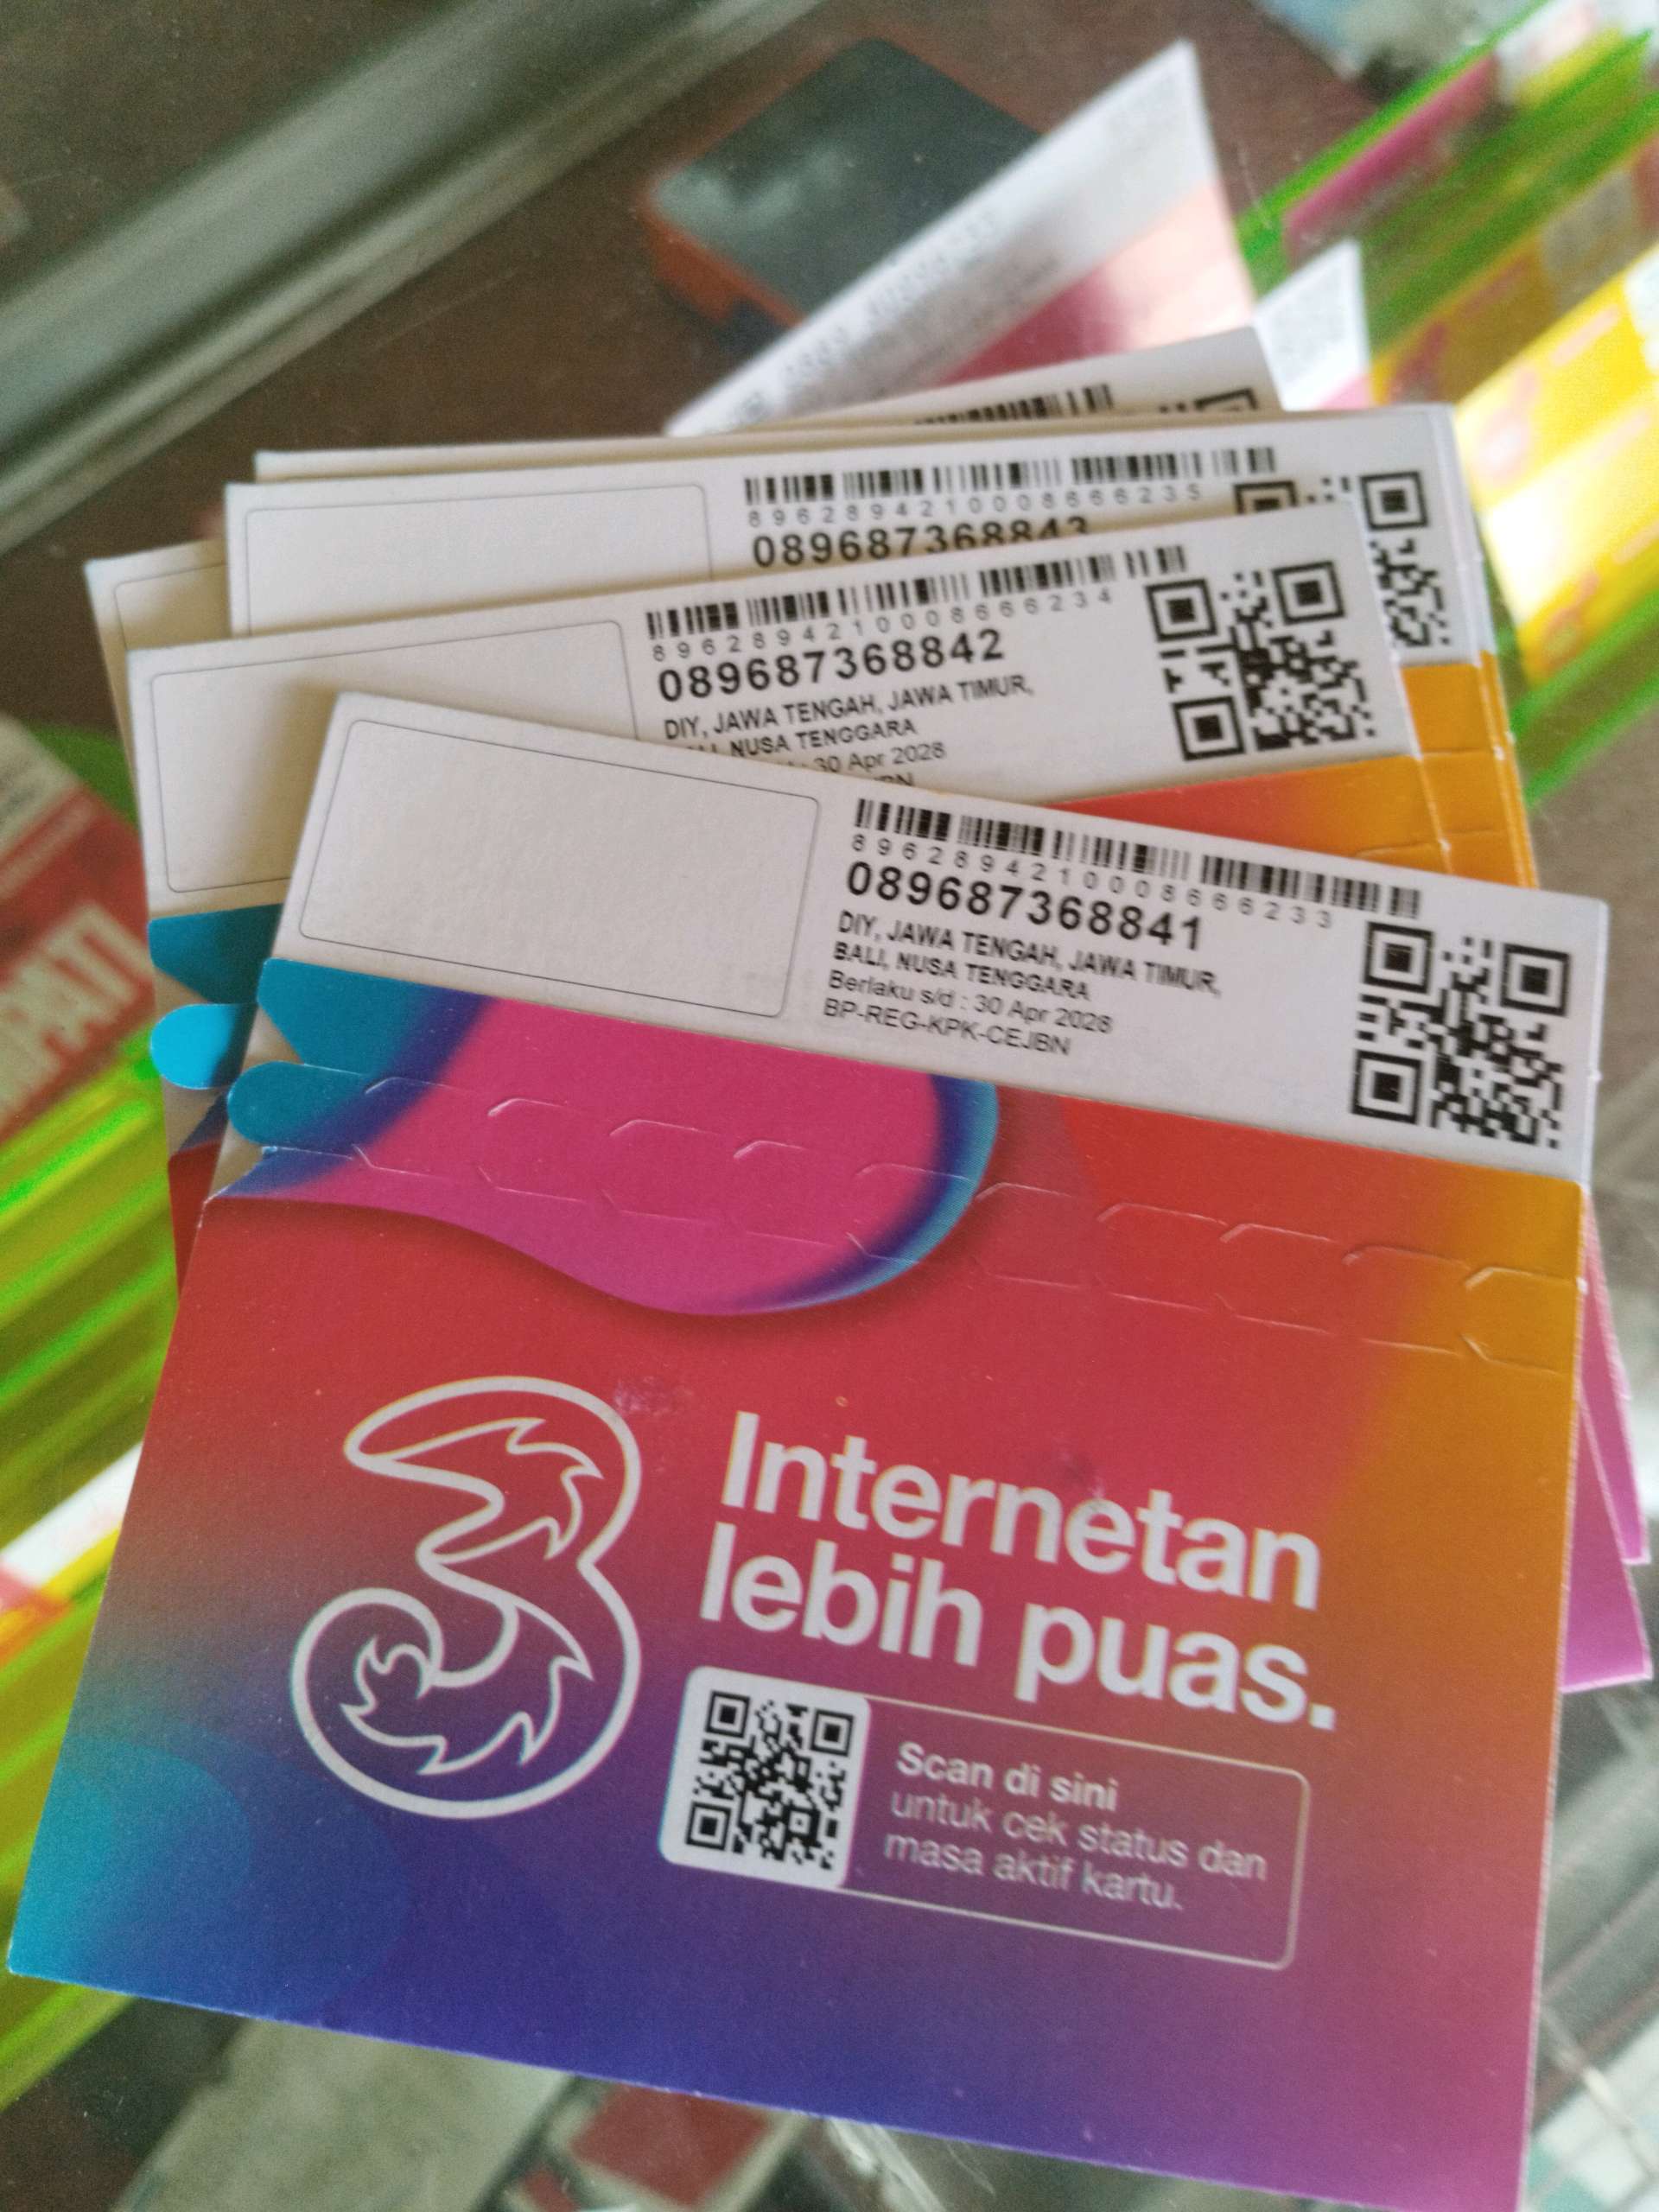 8962894210008666235
089687368843
8962894210008666234
089687368842
DIY, JAWA TENGAH, JAWA TIMUR,
NUSA TENGGARA
30 Apr 2028
8962894210008666233
089687368841
DIY, JAWA TENGAH, JAWA TIMUR,
BALI, NUSA TENGGARA
Berlaku s/d : 30 Apr 2028
BP-REG-KPK-CEJBN
3
Internetan
lebih puas.
Scan di sini
untuk cek status dan
masa aktif kartu.